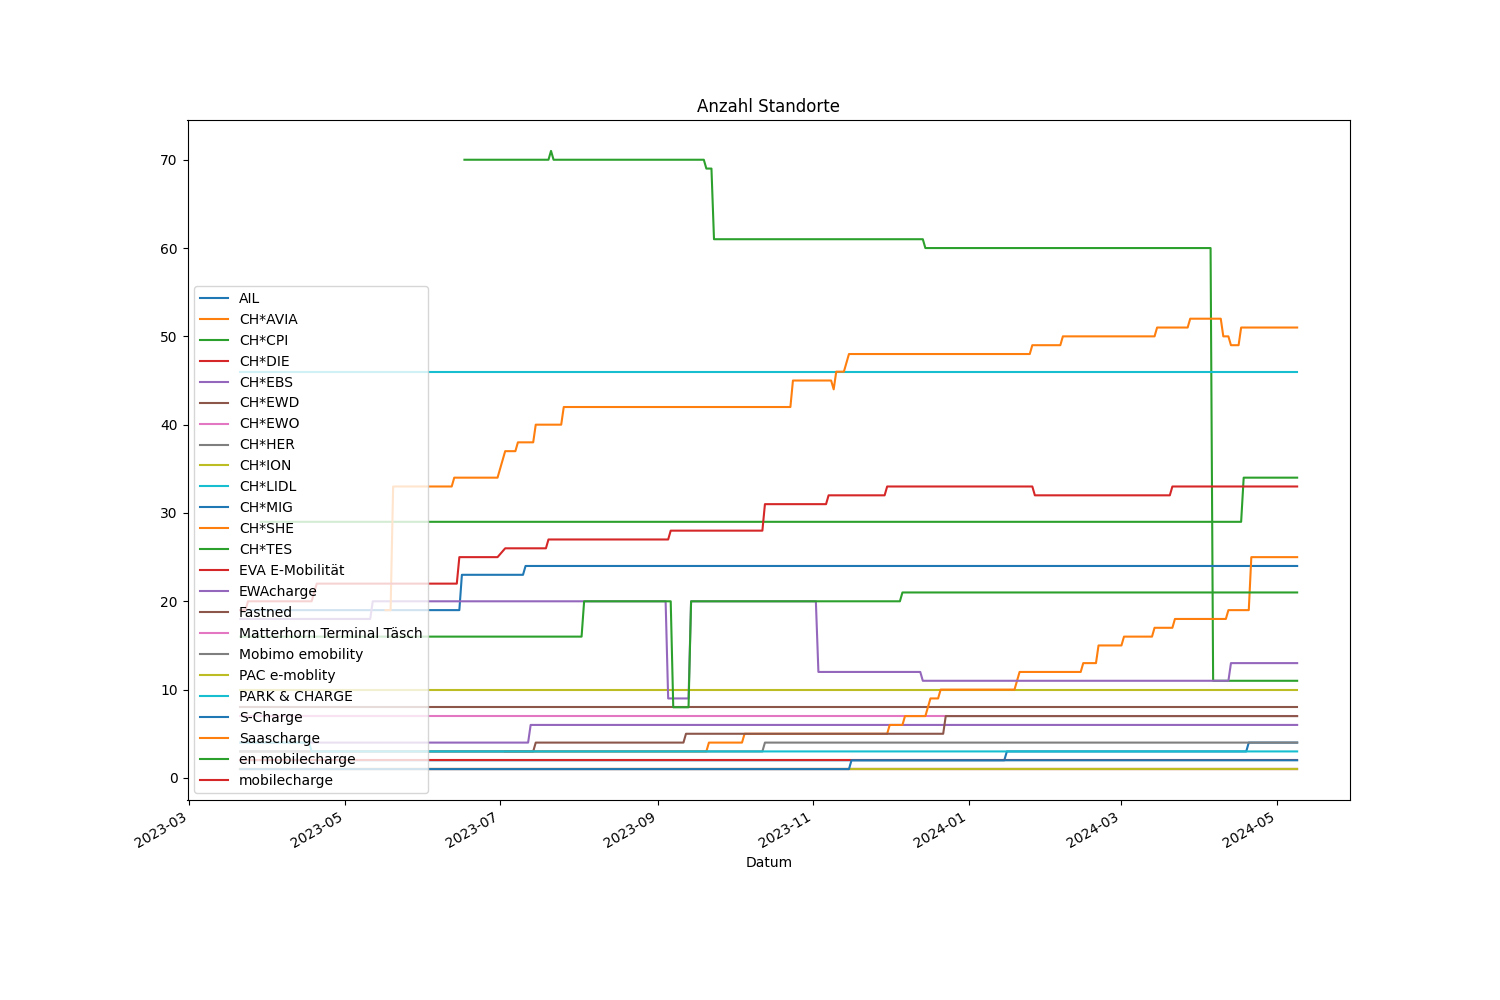 Anzahl Standorte
70
60
50
40
30
20
10
0
AIL
CH*AVIA
CH*CPI
CH*DIE
CH*EBS
CH*EWD
CH*EWO
CH*HER
CH*ION
CH*LIDL
CH*MIG
CH*SHE
CH*TES
EVA E-Mobilität
EWAcharge
Fastned
Matterhorn Terminal Täsch
Mobimo emobility
PAC e-moblity
PARK & CHARGE
S-Charge
Saascharge
en mobilecharge
mobilecharge
2023-03
2023-05
2023-07
2023-09
2023-11
2024-01
2024-03
2024-05
Datum